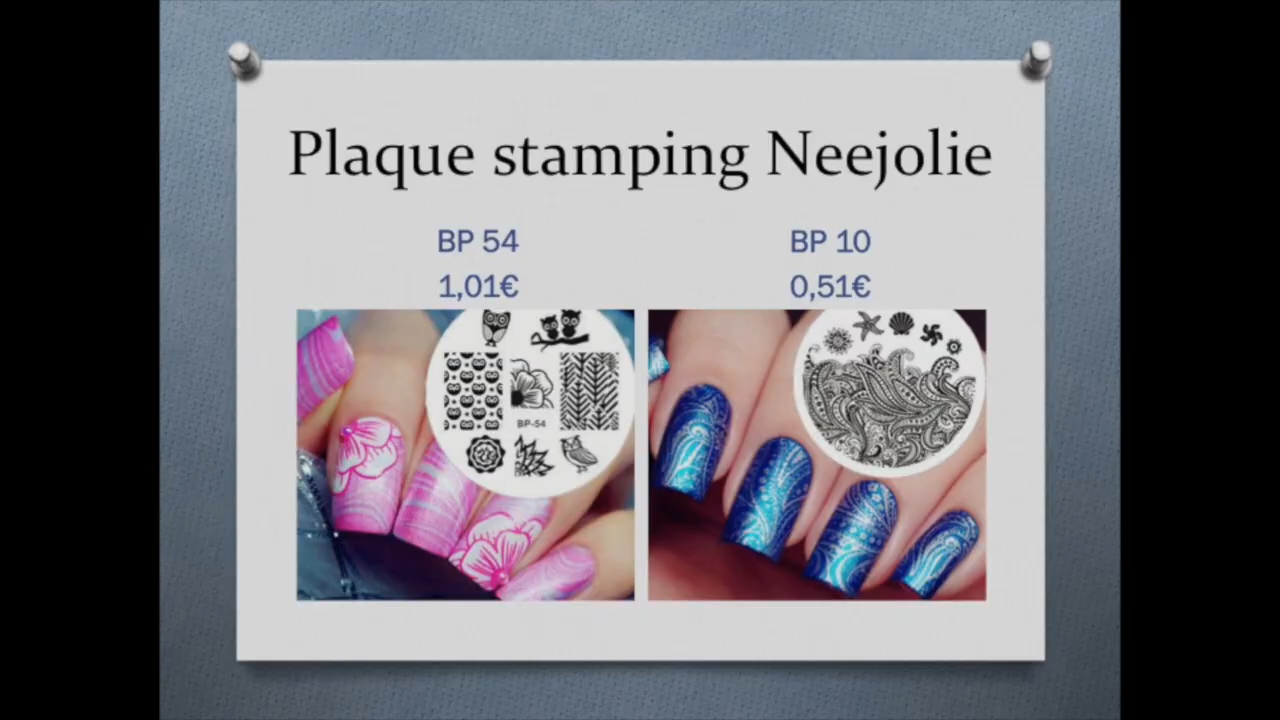 Plaque stamping Neejolie
BP 54
1,01€
BP 10
0,51€
BP-54